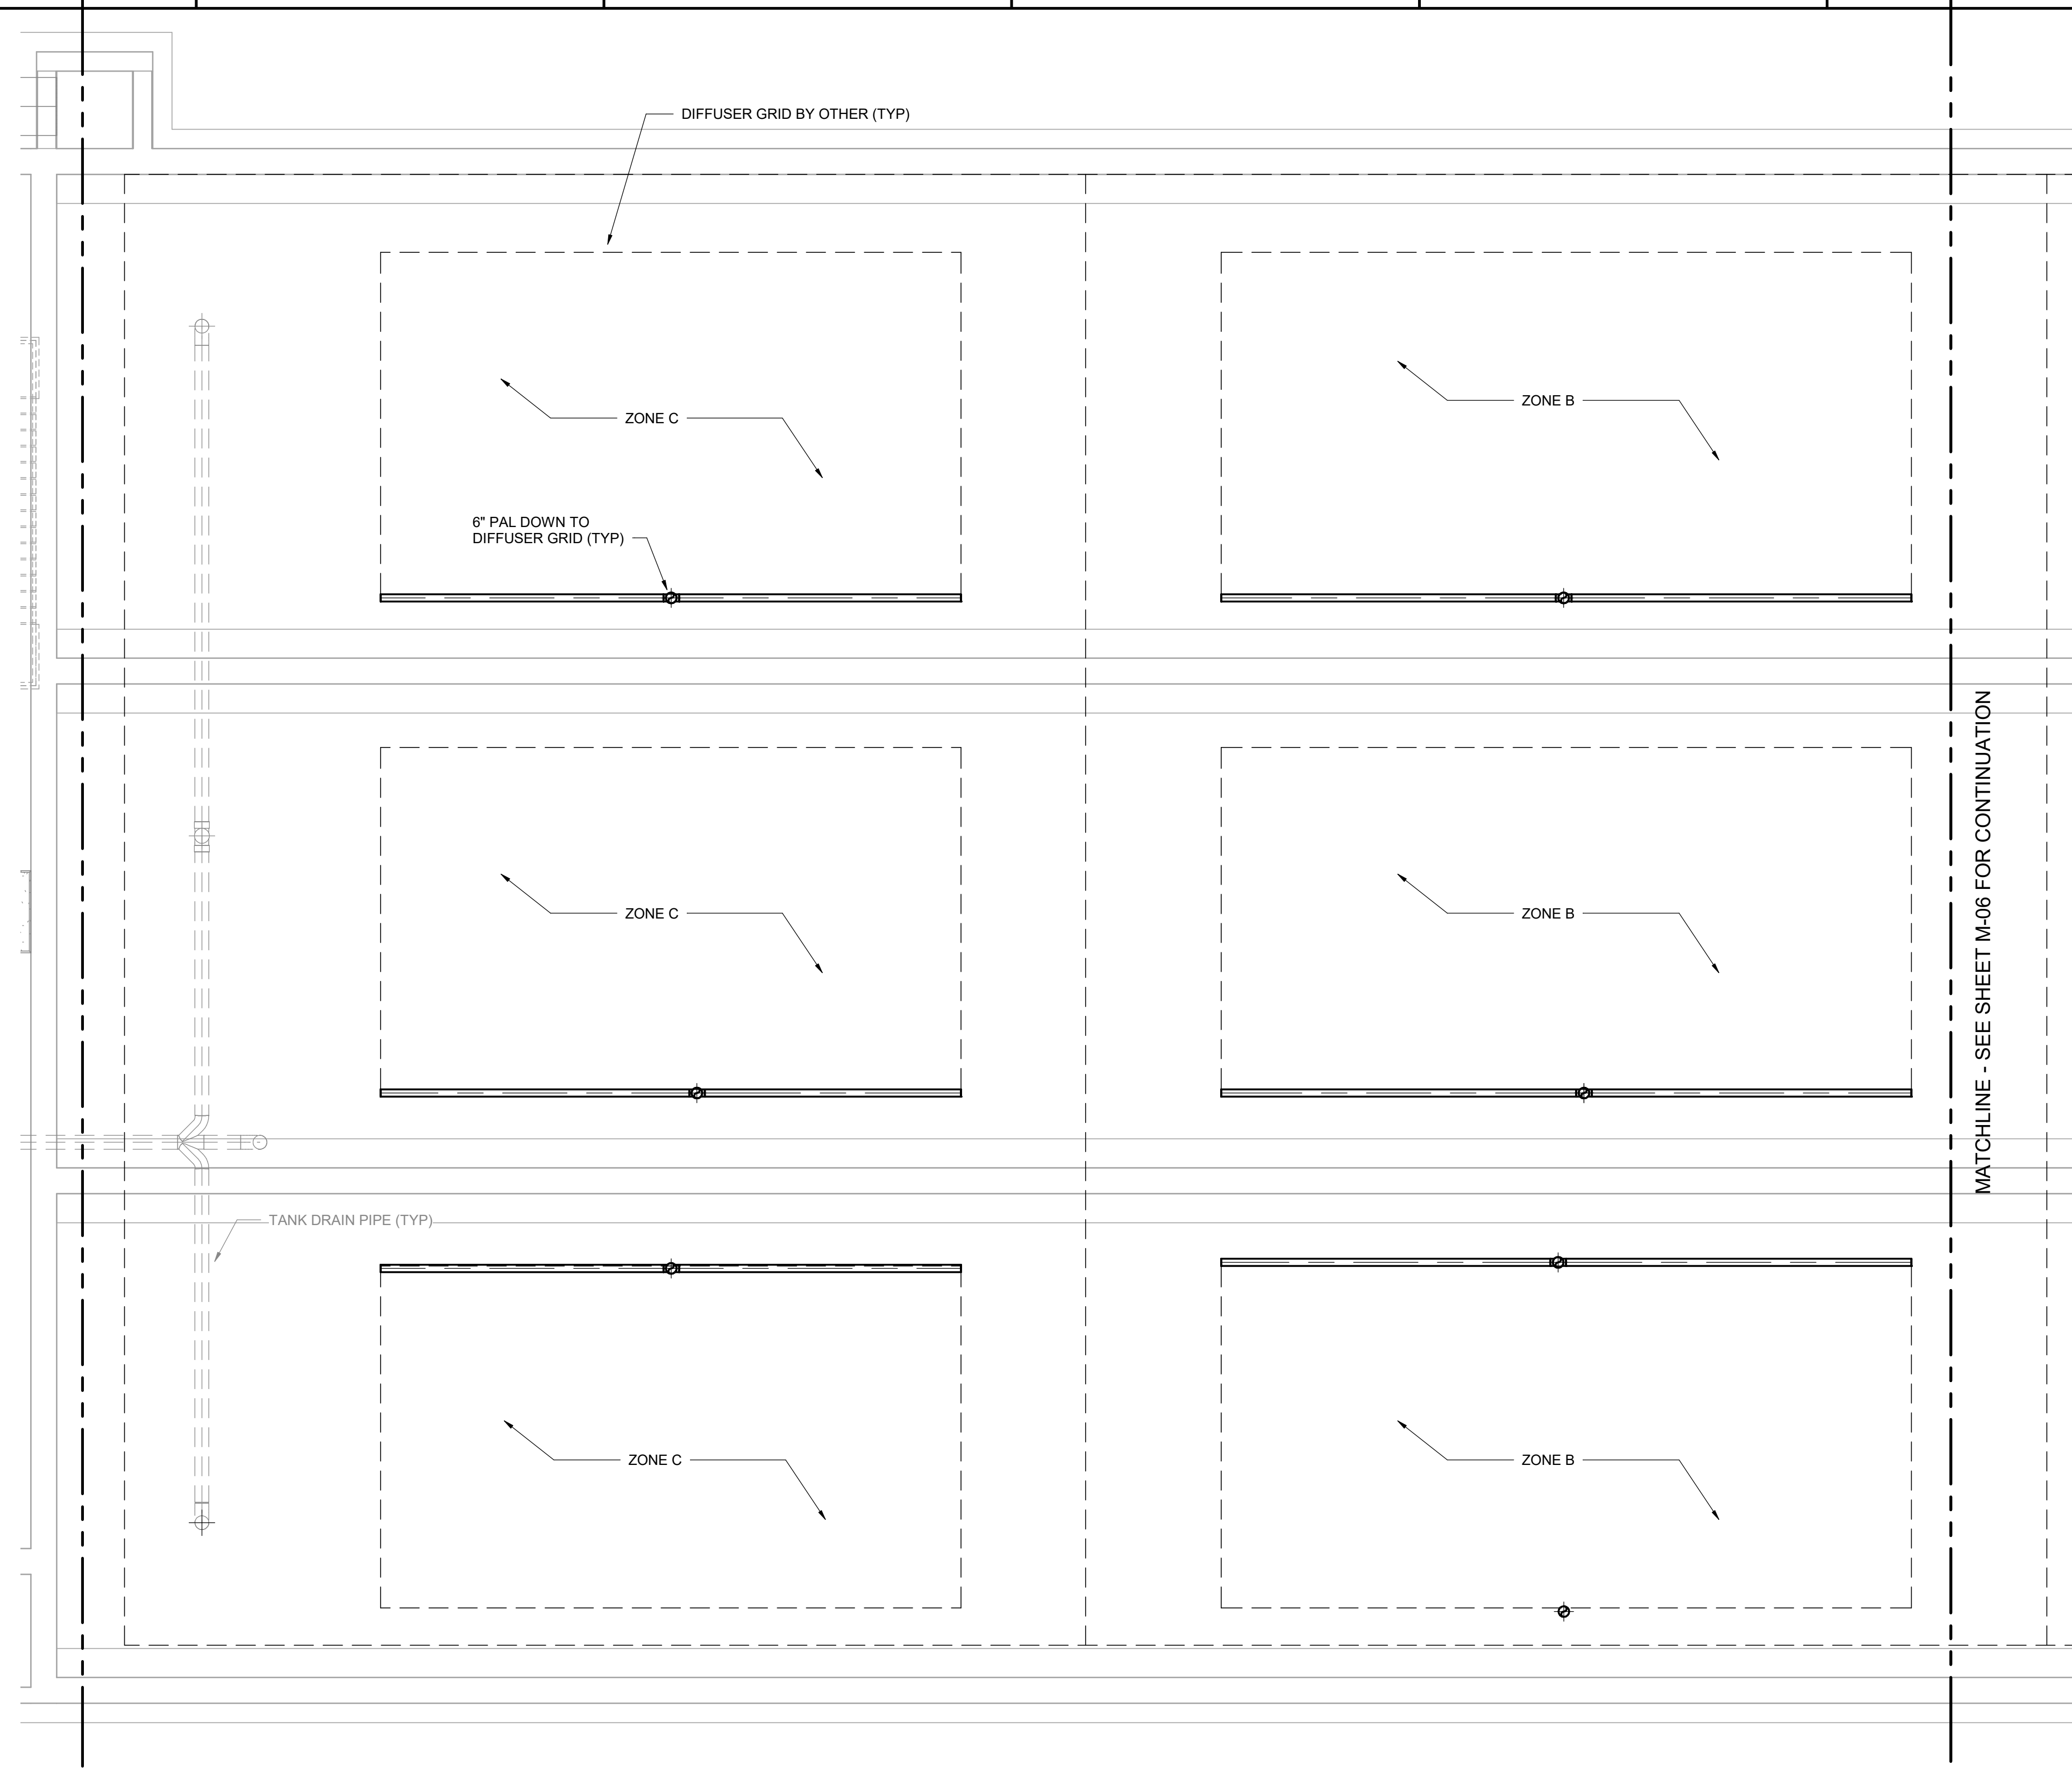 DIFFUSER GRID BY OTHER (TYP)
ZONE C
ZONE B
6" PAL DOWN TO
DIFFUSER GRID (TYP)
MATCHLINE - SEE SHEET M-06 FOR CONTINUATION
ZONE C
ZONE B
TANK DRAIN PIPE (TYP)
ZONE C
ZONE B